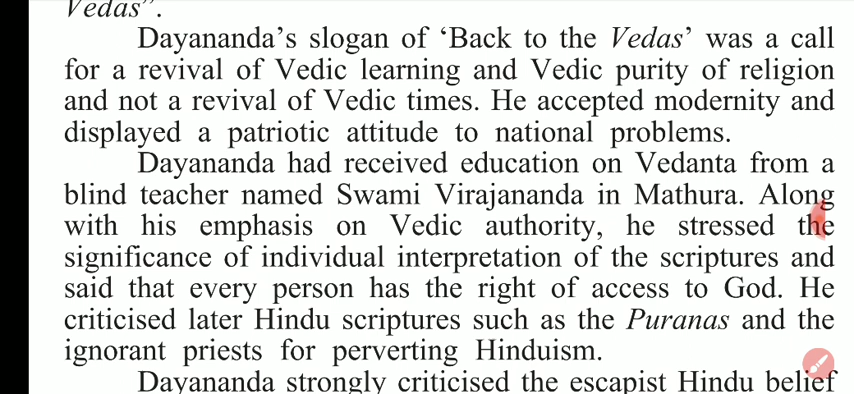 Vedas".
Dayananda's slogan of 'Back to the Vedas' was a call
for a revival of Vedic learning and Vedic purity of religion
and not a revival of Vedic times. He accepted modernity and
displayed a patriotic attitude to national problems.
Dayananda had received education on Vedanta from a
blind teacher named Swami Virajananda in Mathura. Along
with his emphasis on Vedic authority, he stressed the
significance of individual interpretation of the scriptures and
said that every person has the right of access to God. He
criticised later Hindu scriptures such as the Puranas and the
ignorant priests for perverting Hinduism.
Dayananda strongly criticised the escapist Hindu belief